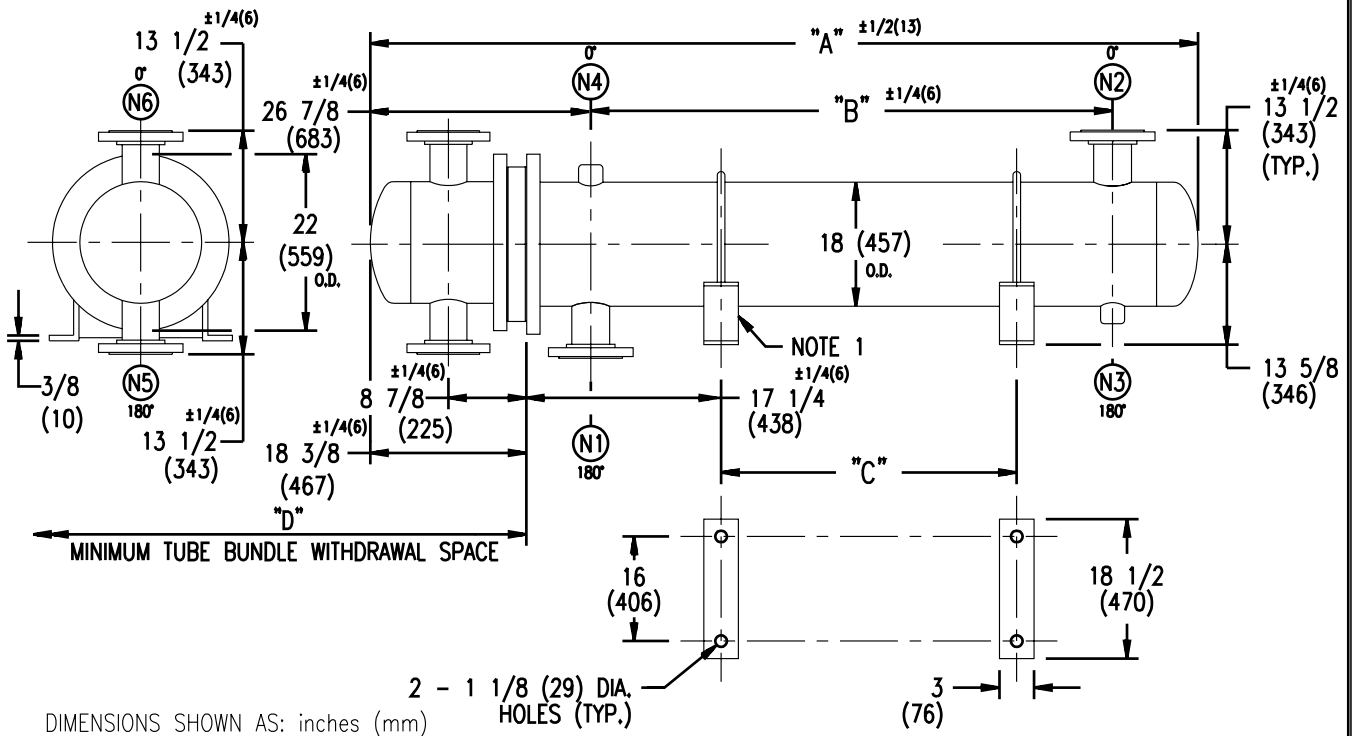 ±1/4(6)
13 1/2
(343)
0°
N6
±1/4(6)
26 7/8
(683)
22
(559)
O.D.
3/8
(10)
N5
180°
±1/4(6)
13 1/2
(343)
"A" ±1/2(13)
0°
N4
"B" ±1/4(6)
0°
N2
±1/4(6)
13 1/2
(343)
(TYP.)
18 (457)
O.D.
NOTE 1
±1/4(6)
8 7/8
(225)
±1/4(6)
17 1/4
(438)
N3
180°
13 5/8
(346)
±1/4(6)
18 3/8
(467)
N1
180°
"C"
"D"
MINIMUM TUBE BUNDLE WITHDRAWAL SPACE
16
(406)
18 1/2
(470)
2 - 1 1/8 (29) DIA.
HOLES (TYP.)
3
(76)
DIMENSIONS SHOWN AS: inches (mm)